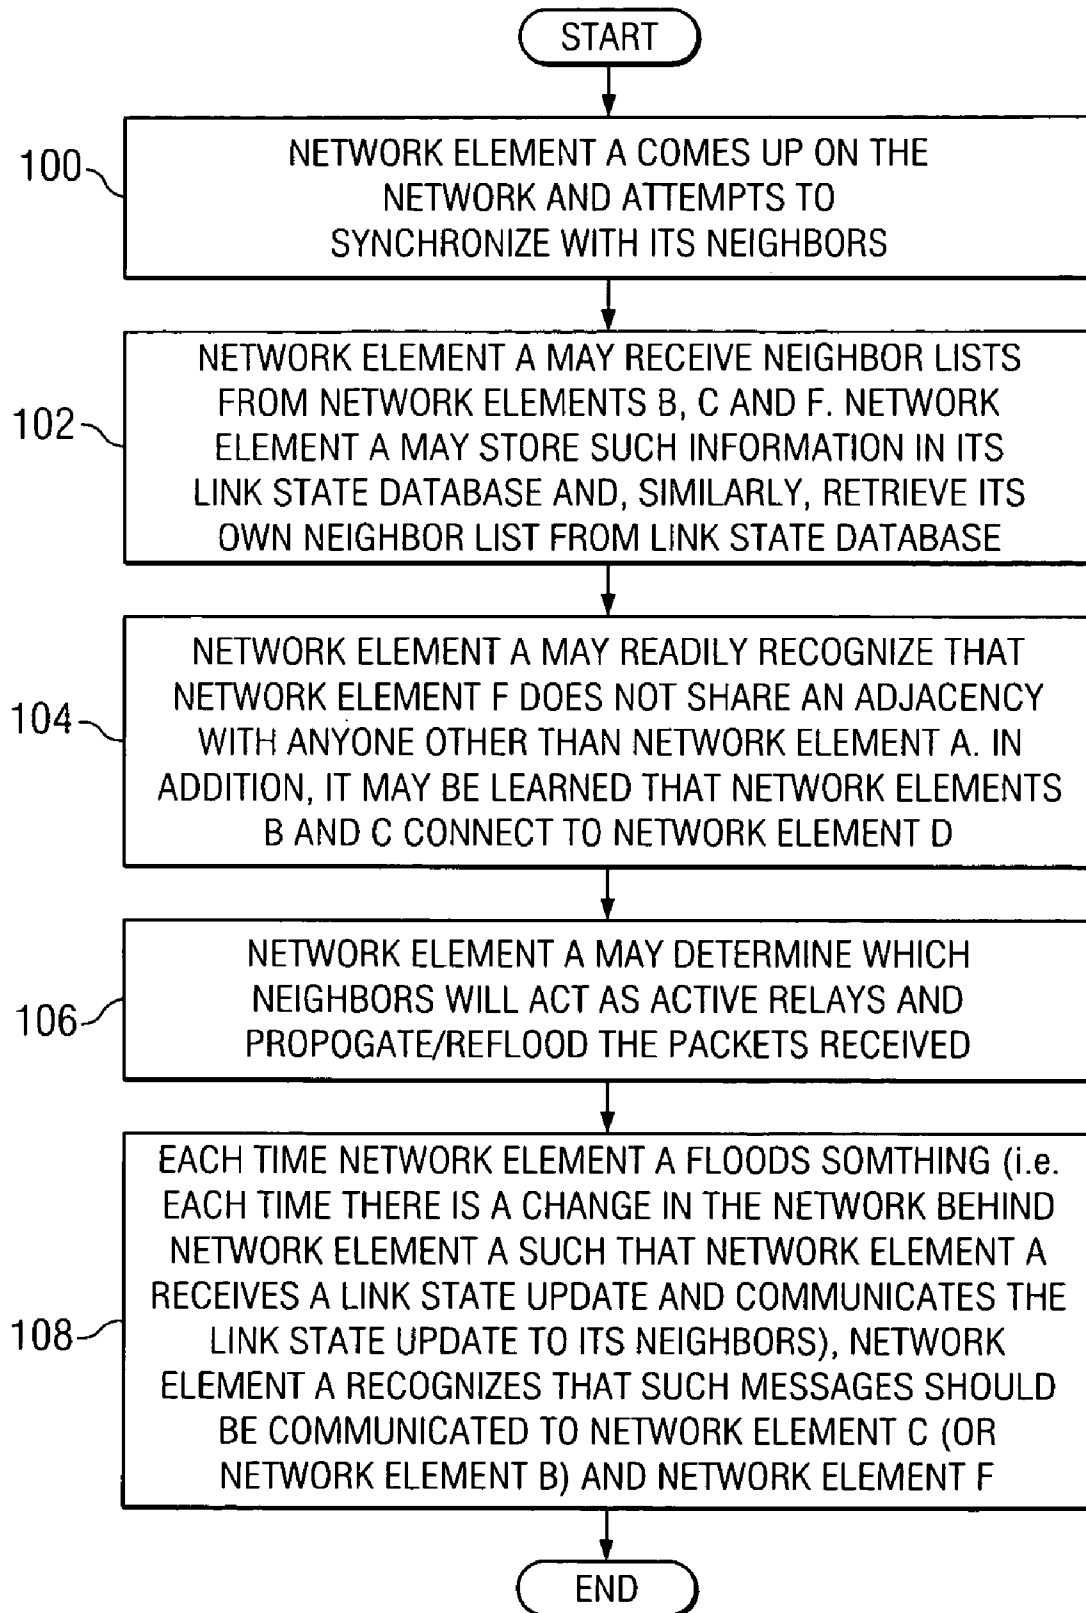 START
100
NETWORK ELEMENT A COMES UP ON THE
NETWORK AND ATTEMPTS TO
SYNCHRONIZE WITH ITS NEIGHBORS
102
NETWORK ELEMENT A MAY RECEIVE NEIGHBOR LISTS
FROM NETWORK ELEMENTS B, C AND F. NETWORK
ELEMENT A MAY STORE SUCH INFORMATION IN ITS
LINK STATE DATABASE AND, SIMILARLY, RETRIEVE ITS
OWN NEIGHBOR LIST FROM LINK STATE DATABASE
104
NETWORK ELEMENT A MAY READILY RECOGNIZE THAT
NETWORK ELEMENT F DOES NOT SHARE AN ADJACENCY
WITH ANYONE OTHER THAN NETWORK ELEMENT A. IN
ADDITION, IT MAY BE LEARNED THAT NETWORK ELEMENTS
B AND C CONNECT TO NETWORK ELEMENT D
106
NETWORK ELEMENT A MAY DETERMINE WHICH
NEIGHBORS WILL ACT AS ACTIVE RELAYS AND
PROPOGATE/REFLOOD THE PACKETS RECEIVED
108
EACH TIME NETWORK ELEMENT A FLOODS SOMTHING (i.e.
EACH TIME THERE IS A CHANGE IN THE NETWORK BEHIND
NETWORK ELEMENT A SUCH THAT NETWORK ELEMENT A
RECEIVES A LINK STATE UPDATE AND COMMUNICATES THE
LINK STATE UPDATE TO ITS NEIGHBORS), NETWORK
ELEMENT A RECOGNIZES THAT SUCH MESSAGES SHOULD
BE COMMUNICATED TO NETWORK ELEMENT C (OR
NETWORK ELEMENT B) AND NETWORK ELEMENT F
END